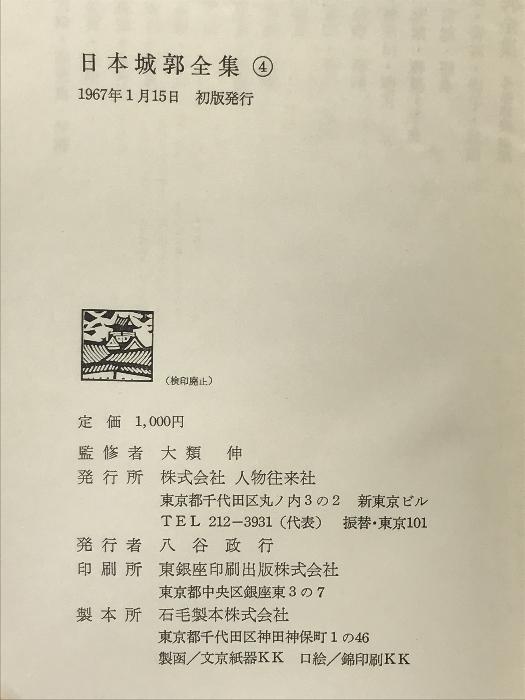 日本城郭全集 ④
1967年1月15日　初版発行
（検印廃止）
定　価　1,000円
監修者　大類　伸
発行所　株式会社 人物往来社
東京都千代田区丸ノ内3の2　新東京ビル
TEL 212-3931（代表）　振替・東京101
発行者　八谷政行
印刷所　東銀座印刷出版株式会社
東京都中央区銀座東3の7
製本所　石毛製本株式会社
東京都千代田区神田神保町1の46
製函／文京紙器KK　口絵／錦印刷KK